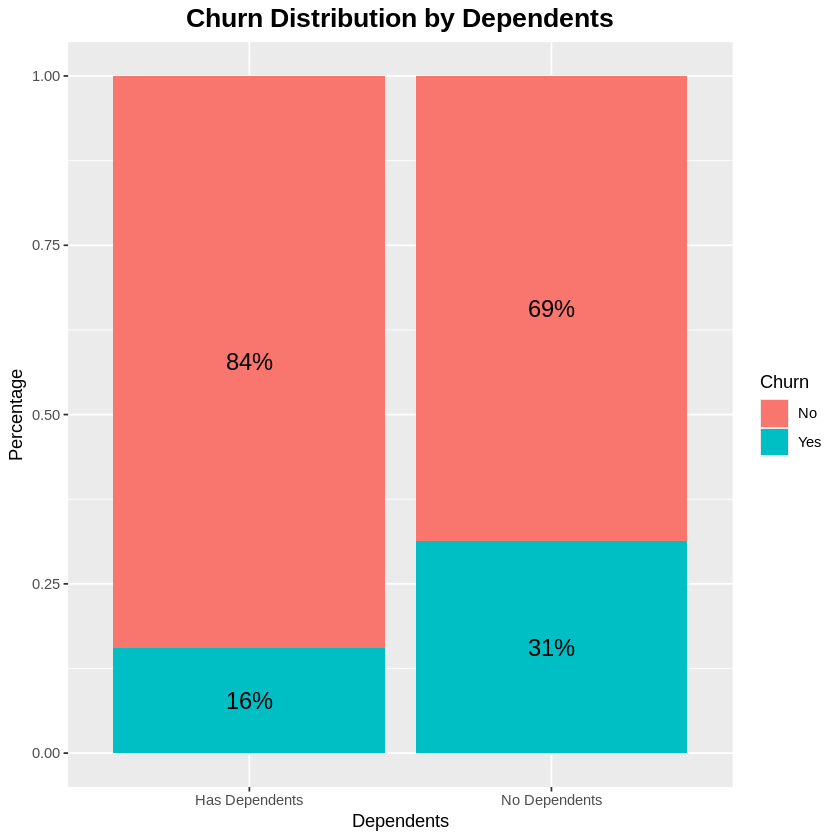 Churn Distribution by Dependents
Percentage
1.00
0.75
0.50
0.25
0.00
84%
69%
16%
31%
Has Dependents
No Dependents
Dependents
Churn
No
Yes